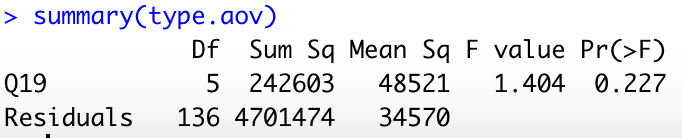 > summary(type.aov)
Df Sum Sq Mean Sq F value Pr(>F)
Q19 5 242603 48521 1.404 0.227
Residuals 136 4701474 34570